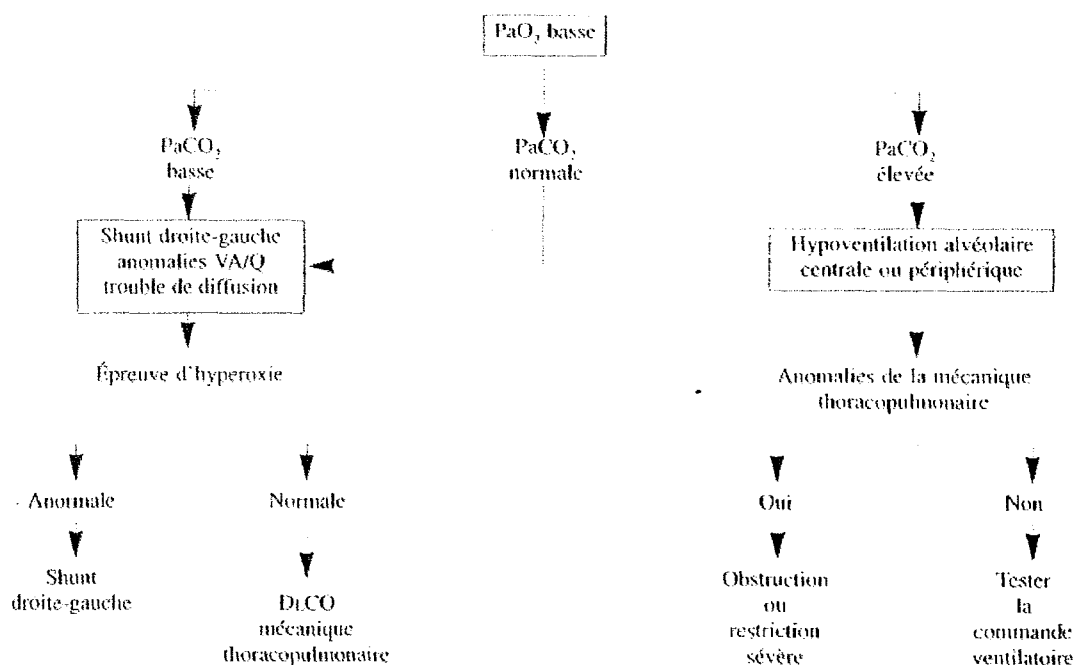 PaO₂ basse
PaCO₂
basse
PaCO₂
normale
PaCO₂
élevée
Shunt droite-gauche
anomalies VA/Q
trouble de diffusion
Hypoventilation alvéolaire
centrale ou périphérique
Épreuve d'hyperoxie
Anomalies de la mécanique
thoracopulmonaire
Anormale
Normale
Oui
Non
Shunt
droite-gauche
DLCO
mécanique
thoracopulmonaire
Obstruction
ou
restriction
sévère
Tester
la
commande
ventilatoire